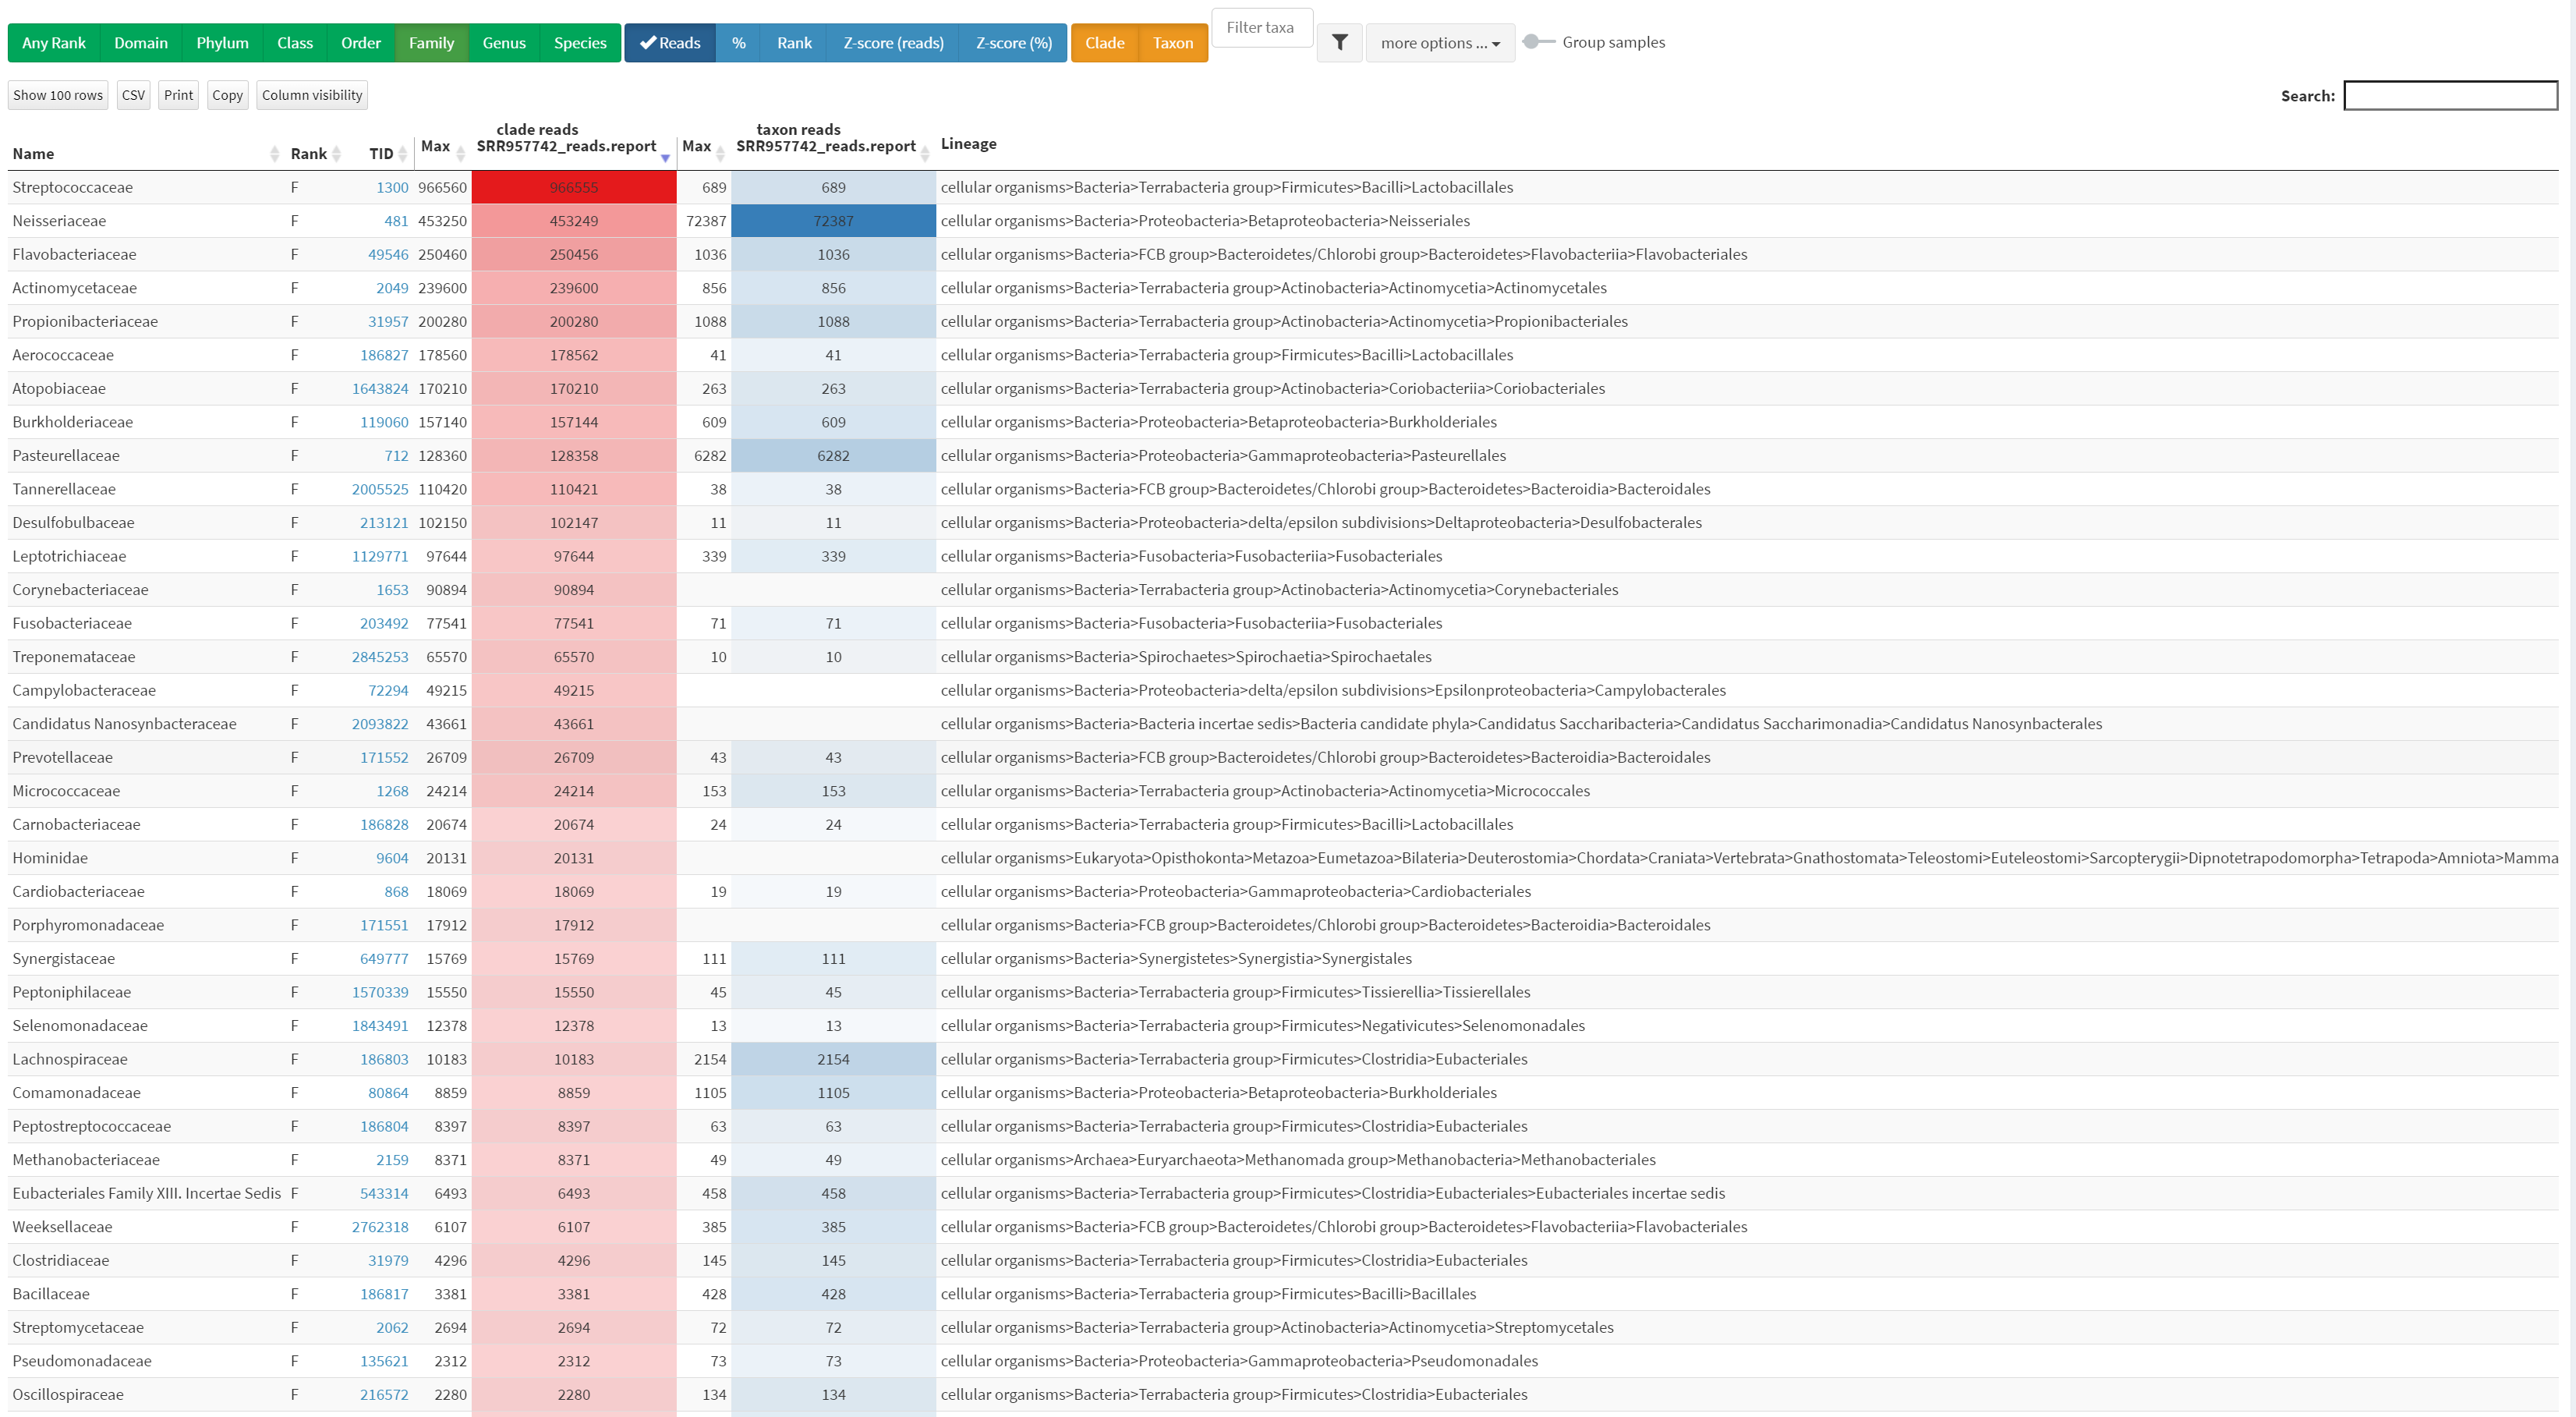 Any Rank Domain Phylum Class Order Family Genus Species Reads % Rank Z-score (reads) Z-score (%) Clade Taxon Filter taxa more options ... Group samples
Show 100 rows CSV Print Copy Column visibility Search:
clade reads taxon reads
Name Rank TID Max SRR957742_reads.report Max SRR957742_reads.report Lineage
Streptococcaceae F 1300 966560 966555 689 689 cellular organisms>Bacteria>Terrabacteria group>Firmicutes>Bacilli>Lactobacillales
Neisseriaceae F 481 453250 453249 72387 72387 cellular organisms>Bacteria>Proteobacteria>Betaproteobacteria>Neisseriales
Flavobacteriaceae F 49546 250460 250456 1036 1036 cellular organisms>Bacteria>FCB group>Bacteroidetes/Chlorobi group>Bacteroidetes>Flavobacteriia>Flavobacteriales
Actinomycetaceae F 2049 239600 239600 856 856 cellular organisms>Bacteria>Terrabacteria group>Actinobacteria>Actinomycetia>Actinomycetales
Propionibacteriaceae F 31957 200280 200280 1088 1088 cellular organisms>Bacteria>Terrabacteria group>Actinobacteria>Actinomycetia>Propionibacteriales
Aerococcaceae F 186827 178560 178562 41 41 cellular organisms>Bacteria>Terrabacteria group>Firmicutes>Bacilli>Lactobacillales
Atopobiaceae F 1643824 170210 170210 263 263 cellular organisms>Bacteria>Terrabacteria group>Actinobacteria>Coriobacteriia>Coriobacteriales
Burkholderiaceae F 119060 157140 157144 609 609 cellular organisms>Bacteria>Proteobacteria>Betaproteobacteria>Burkholderiales
Pasteurellaceae F 712 128360 128358 6282 6282 cellular organisms>Bacteria>Proteobacteria>Gammaproteobacteria>Pasteurellales
Tannerellaceae F 2005525 110420 110421 38 38 cellular organisms>Bacteria>FCB group>Bacteroidetes/Chlorobi group>Bacteroidetes>Bacteroidia>Bacteroidales
Desulfobulbaceae F 213121 102150 102147 11 11 cellular organisms>Bacteria>Proteobacteria>delta/epsilon subdivisions>Deltaproteobacteria>Desulfobacterales
Leptotrichiaceae F 1129771 97644 97644 339 339 cellular organisms>Bacteria>Fusobacteria>Fusobacteriia>Fusobacteriales
Corynebacteriaceae F 1653 90894 90894 cellular organisms>Bacteria>Terrabacteria group>Actinobacteria>Actinomycetia>Corynebacteriales
Fusobacteriaceae F 203492 77541 77541 71 71 cellular organisms>Bacteria>Fusobacteria>Fusobacteriia>Fusobacteriales
Treponemataceae F 2845253 65570 65570 10 10 cellular organisms>Bacteria>Spirochaetes>Spirochaetia>Spirochaetales
Campylobacteraceae F 72294 49215 49215 cellular organisms>Bacteria>Proteobacteria>delta/epsilon subdivisions>Epsilonproteobacteria>Campylobacterales
Candidatus Nanosynbacteraceae F 2093822 43661 43661 cellular organisms>Bacteria>Bacteria incertae sedis>Bacteria candidate phyla>Candidatus Saccharibacteria>Candidatus Saccharimonadia>Candidatus Nanosynbacterales
Prevotellaceae F 171552 26709 26709 43 43 cellular organisms>Bacteria>FCB group>Bacteroidetes/Chlorobi group>Bacteroidetes>Bacteroidia>Bacteroidales
Micrococcaceae F 1268 24214 24214 153 153 cellular organisms>Bacteria>Terrabacteria group>Actinobacteria>Actinomycetia>Micrococcales
Carnobacteriaceae F 186828 20674 20674 24 24 cellular organisms>Bacteria>Terrabacteria group>Firmicutes>Bacilli>Lactobacillales
Hominidae F 9604 20131 20131 cellular organisms>Eukaryota>Opisthokonta>Metazoa>Eumetazoa>Bilateria>Deuterostomia>Chordata>Craniata>Vertebrata>Gnathostomata>Teleostomi>Euteleostomi>Sarcopterygii>Dipnotetrapodomorpha>Tetrapoda>Amniota>Mamma
Cardiobacteriaceae F 868 18069 18069 19 19 cellular organisms>Bacteria>Proteobacteria>Gammaproteobacteria>Cardiobacteriales
Porphyromonadaceae F 171551 17912 17912 cellular organisms>Bacteria>FCB group>Bacteroidetes/Chlorobi group>Bacteroidetes>Bacteroidia>Bacteroidales
Synergistaceae F 649777 15769 15769 111 111 cellular organisms>Bacteria>Synergistetes>Synergistia>Synergistales
Peptoniphilaceae F 1570339 15550 15550 45 45 cellular organisms>Bacteria>Terrabacteria group>Firmicutes>Tissierellia>Tissierellales
Selenomonadaceae F 1843491 12378 12378 13 13 cellular organisms>Bacteria>Terrabacteria group>Firmicutes>Negativicutes>Selenomonadales
Lachnospiraceae F 186803 10183 10183 2154 2154 cellular organisms>Bacteria>Terrabacteria group>Firmicutes>Clostridia>Eubacteriales
Comamonadaceae F 80864 8859 8859 1105 1105 cellular organisms>Bacteria>Proteobacteria>Betaproteobacteria>Burkholderiales
Peptostreptococcaceae F 186804 8397 8397 63 63 cellular organisms>Bacteria>Terrabacteria group>Firmicutes>Clostridia>Eubacteriales
Methanobacteriaceae F 2159 8371 8371 49 49 cellular organisms>Archaea>Euryarchaeota>Methanomada group>Methanobacteria>Methanobacteriales
Eubacteriales Family XIII. Incertae Sedis F 543314 6493 6493 458 458 cellular organisms>Bacteria>Terrabacteria group>Firmicutes>Clostridia>Eubacteriales>Eubacteriales incertae sedis
Weeksellaceae F 2762318 6107 6107 385 385 cellular organisms>Bacteria>FCB group>Bacteroidetes/Chlorobi group>Bacteroidetes>Flavobacteriia>Flavobacteriales
Clostridiaceae F 31979 4296 4296 145 145 cellular organisms>Bacteria>Terrabacteria group>Firmicutes>Clostridia>Eubacteriales
Bacillaceae F 186817 3381 3381 428 428 cellular organisms>Bacteria>Terrabacteria group>Firmicutes>Bacilli>Bacillales
Streptomycetaceae F 2062 2694 2694 72 72 cellular organisms>Bacteria>Terrabacteria group>Actinobacteria>Actinomycetia>Streptomycetales
Pseudomonadaceae F 135621 2312 2312 73 73 cellular organisms>Bacteria>Proteobacteria>Gammaproteobacteria>Pseudomonadales
Oscillospiraceae F 216572 2280 2280 134 134 cellular organisms>Bacteria>Terrabacteria group>Firmicutes>Clostridia>Eubacteriales